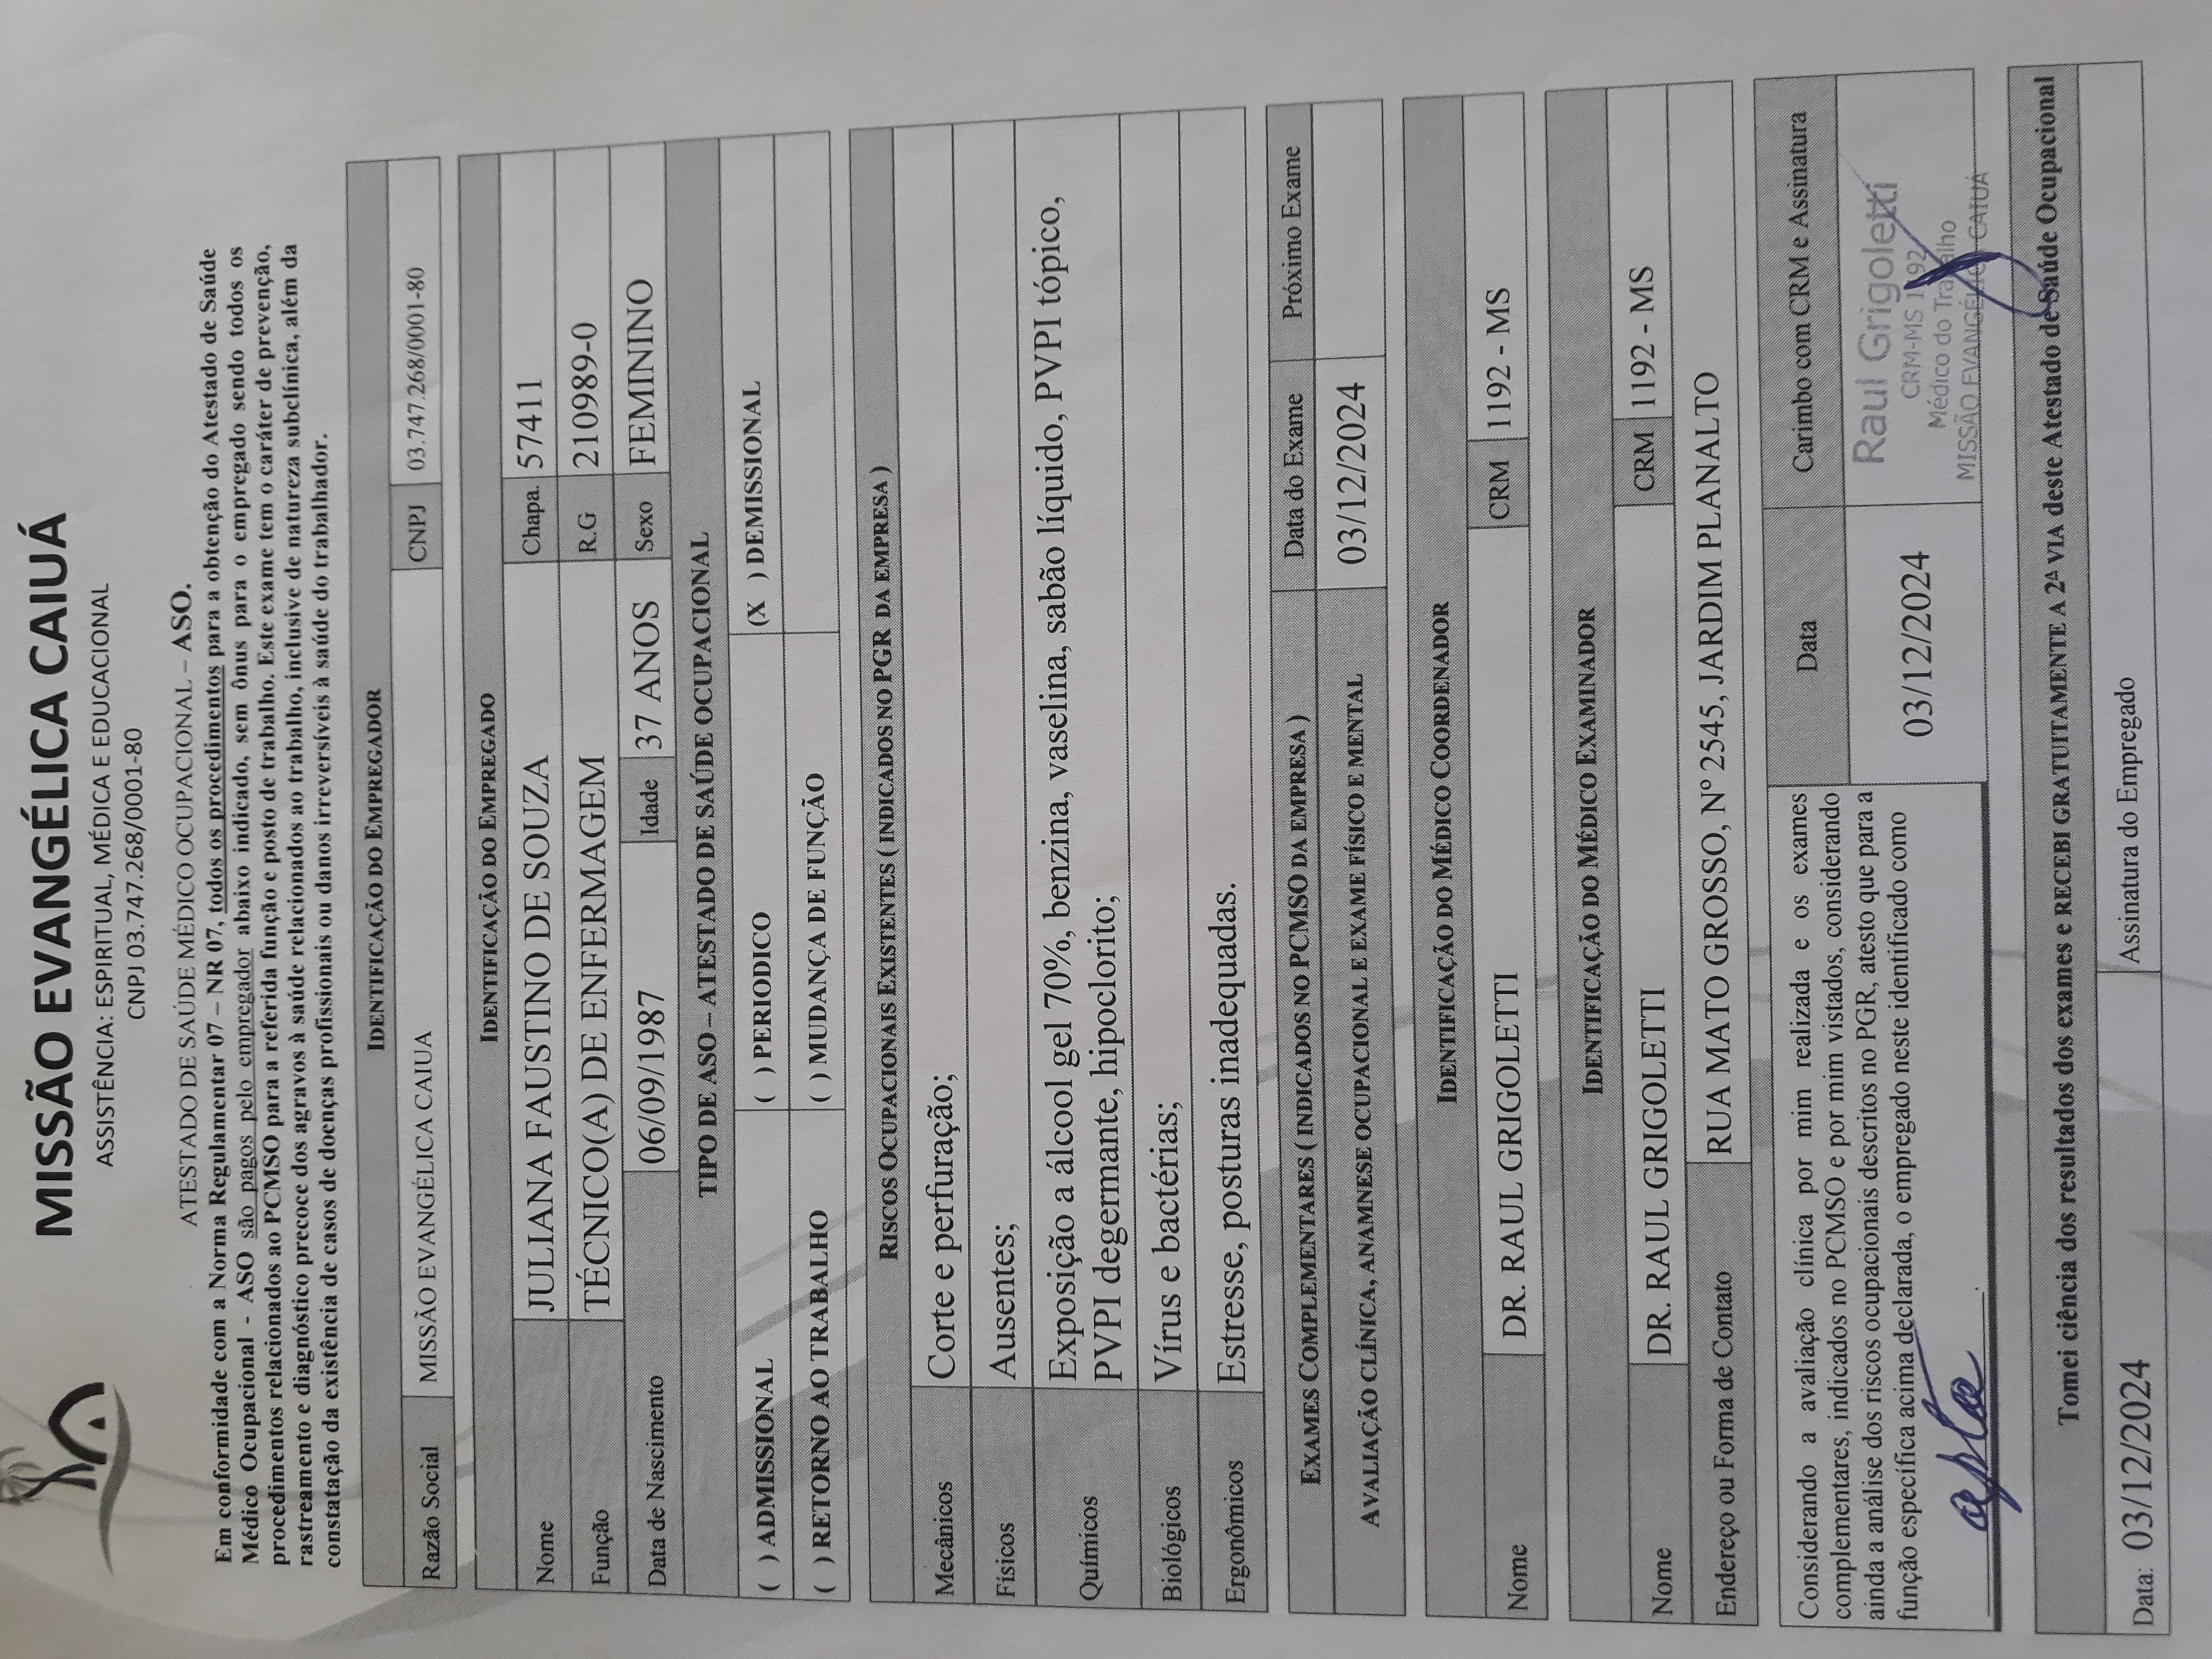 MISSÃO EVANGÉLICA CAIUÁ
ASSISTÊNCIA: ESPIRITUAL, MÉDICA E EDUCACIONAL
CNPJ 03.747.268/0001-80
ATESTADO DE SAÚDE MÉDICO OCUPACIONAL – ASO.
Em conformidade com a Norma Regulamentar 07 – NR 07, todos os procedimentos para a obtenção do Atestado de Saúde
Médico Ocupacional - ASO são pagos pelo empregador abaixo indicado, sem ônus para o empregado sendo todos os
procedimentos relacionados ao PCMSO para a referida função e posto de trabalho. Este exame tem o caráter de prevenção,
rastreamento e diagnóstico precoce dos agravos à saúde relacionados ao trabalho, inclusive de natureza subclínica, além da
constatação da existência de casos de doenças profissionais ou danos irreversíveis à saúde do trabalhador.
IDENTIFICAÇÃO DO EMPREGADOR
Razão Social MISSÃO EVANGÉLICA CAIUA CNPJ 03.747.268/0001-80
IDENTIFICAÇÃO DO EMPREGADO
Nome JULIANA FAUSTINO DE SOUZA Chapa. 57411
Função TÉCNICO(A) DE ENFERMAGEM R.G 210989-0
Data de Nascimento 06/09/1987 Idade 37 ANOS Sexo FEMININO
TIPO DE ASO – ATESTADO DE SAÚDE OCUPACIONAL
( ) ADMISSIONAL ( ) PERIODICO (X ) DEMISSIONAL
( ) RETORNO AO TRABALHO ( ) MUDANÇA DE FUNÇÃO
RISCOS OCUPACIONAIS EXISTENTES ( INDICADOS NO PGR DA EMPRESA )
Mecânicos Corte e perfuração;
Físicos Ausentes;
Químicos Exposição a álcool gel 70%, benzina, vaselina, sabão líquido, PVPI tópico,
PVPI degermante, hipoclorito;
Biológicos Vírus e bactérias;
Ergonômicos Estresse, posturas inadequadas.
EXAMES COMPLEMENTARES ( INDICADOS NO PCMSO DA EMPRESA ) Data do Exame Próximo Exame
AVALIAÇÃO CLÍNICA, ANAMNESE OCUPACIONAL E EXAME FÍSICO E MENTAL 03/12/2024
IDENTIFICAÇÃO DO MÉDICO COORDENADOR
Nome DR. RAUL GRIGOLETTI CRM 1192 - MS
IDENTIFICAÇÃO DO MÉDICO EXAMINADOR
Nome DR. RAUL GRIGOLETTI CRM 1192 - MS
Endereço ou Forma de Contato RUA MATO GROSSO, Nº 2545, JARDIM PLANALTO
Considerando a avaliação clínica por mim realizada e os exames
complementares, indicados no PCMSO e por mim vistados, considerando
ainda a análise dos riscos ocupacionais descritos no PGR, atesto que para a
função específica acima declarada, o empregado neste identificado como
apta
Data
03/12/2024
Carimbo com CRM e Assinatura
Raul Grigoletti
CRM-MS 1192
Médico do Trabalho
MISSÃO EVANGÉLICA CAIUÁ
Tomei ciência dos resultados dos exames e RECEBI GRATUITAMENTE A 2ª VIA deste Atestado de Saúde Ocupacional
Data: 03/12/2024 Assinatura do Empregado